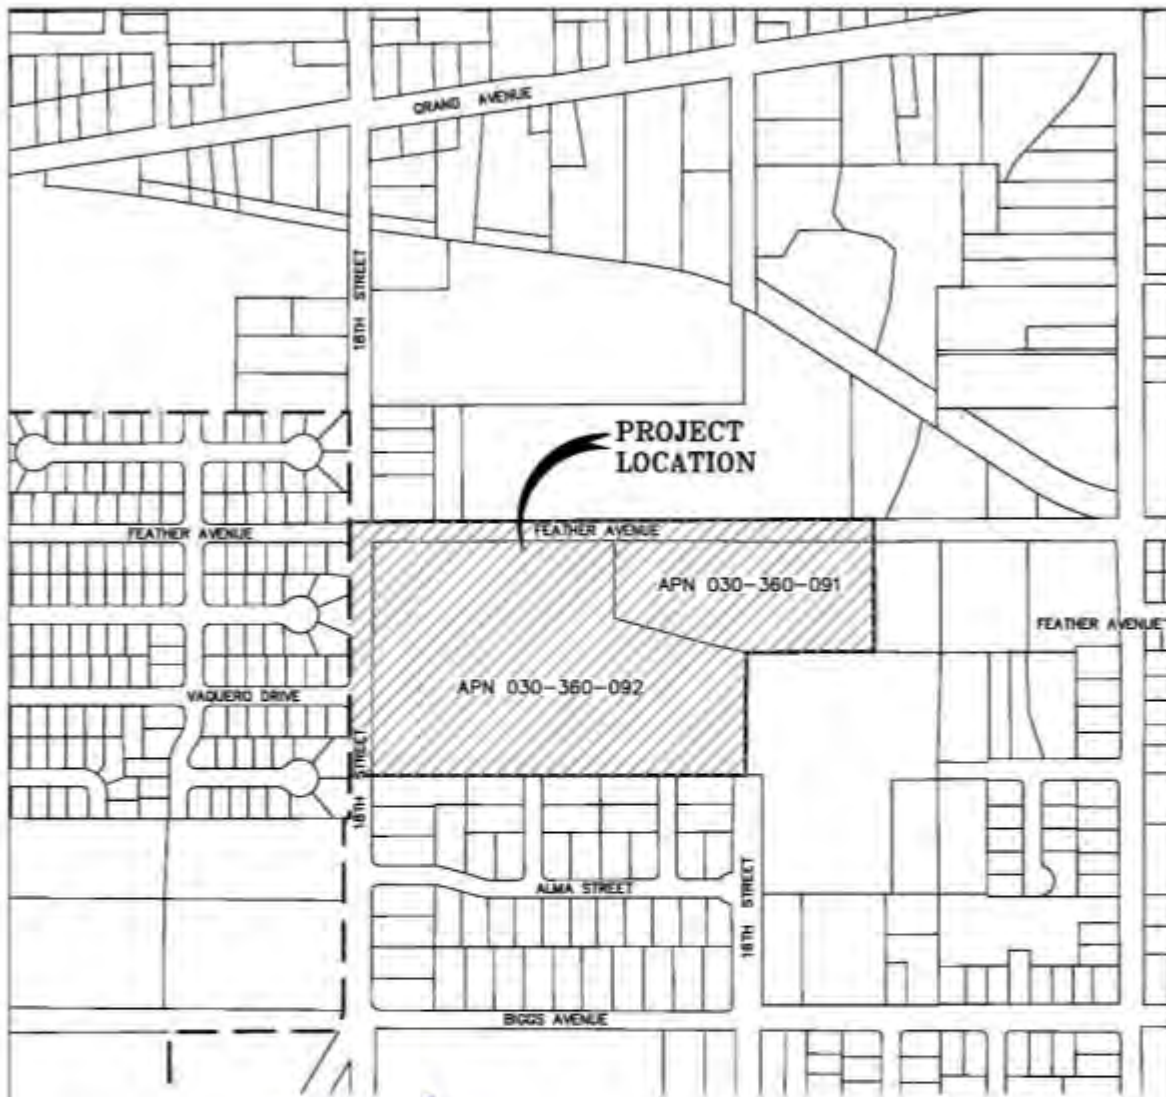 GRAND AVENUE
18TH STREET
PROJECT
LOCATION
FEATHER AVENUE
FEATHER AVENUE
APN 030-360-091
FEATHER AVENUE
APN 030-360-092
VAQUERO DRIVE
18TH STREET
ALMA STREET
16TH STREET
BIGGS AVENUE